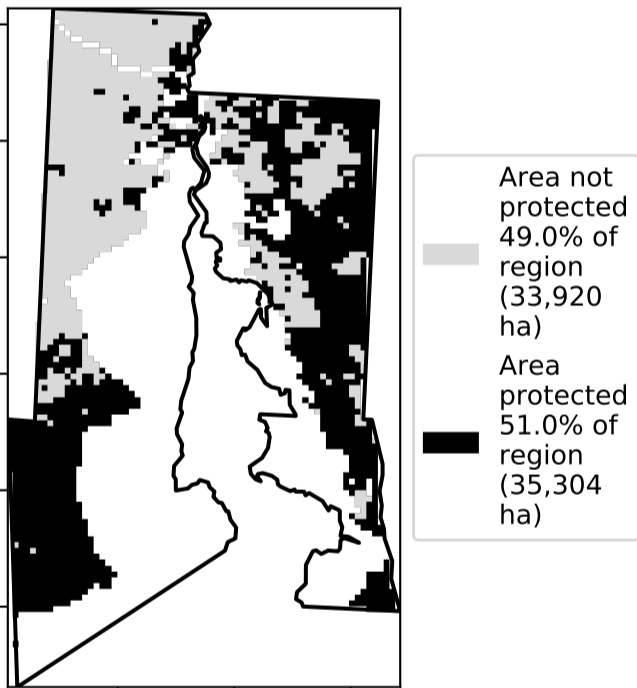 Area not
protected
49.0% of
region
(33,920
ha)
Area
protected
51.0% of
region
(35,304
ha)